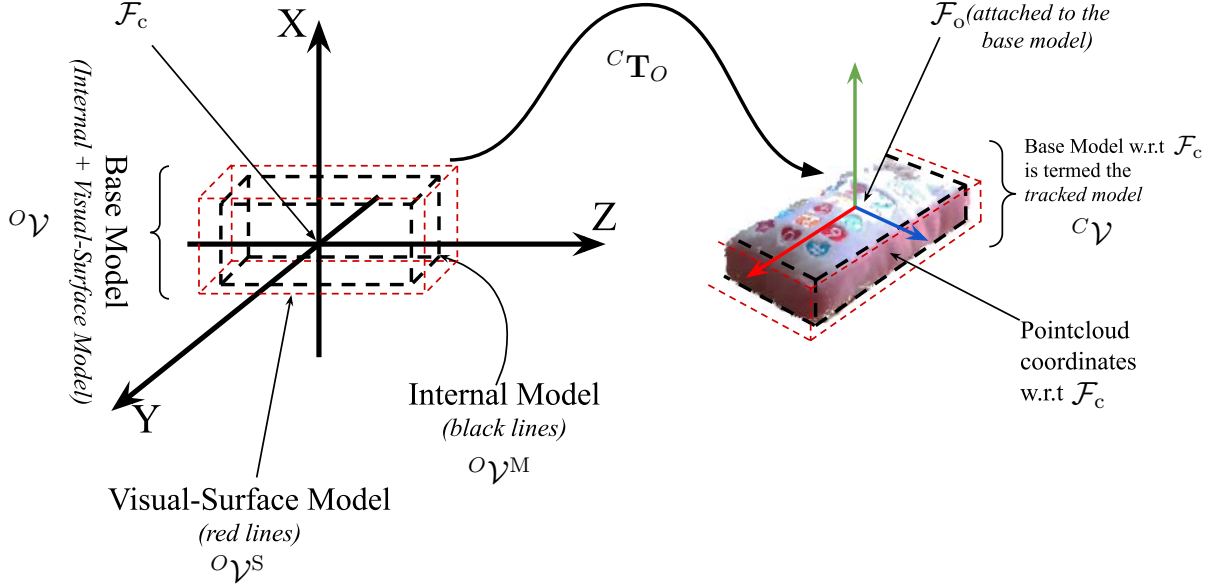 𝓕c
X
Z
Y
(Internal + Visual-Surface Model)
Base Model
ᴼ𝓥
Internal Model
(black lines)
ᴼ𝓥ᴹ
Visual-Surface Model
(red lines)
ᴼ𝓥ˢ
ᶜ𝐓ₒ
𝓕o (attached to the
base model)
Base Model w.r.t 𝓕c
is termed the
tracked model
ᶜ𝓥
Pointcloud
coordinates
w.r.t 𝓕c